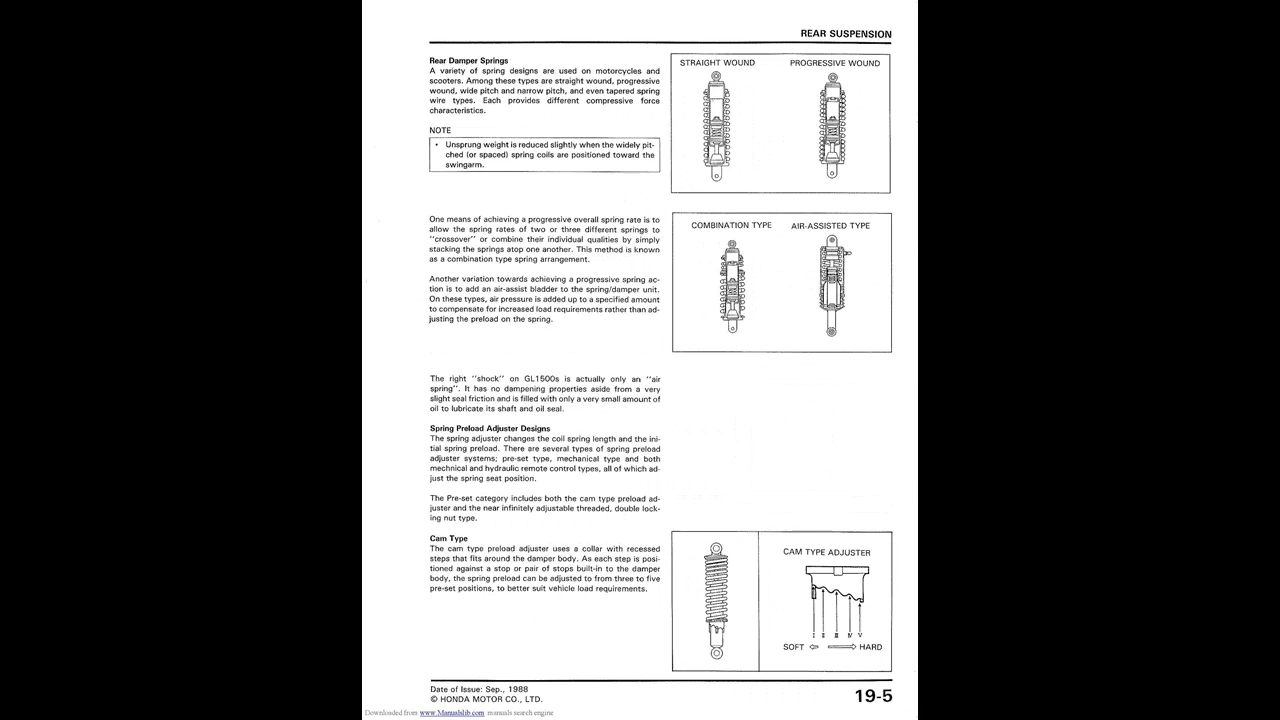 REAR SUSPENSION
Rear Damper Springs
A variety of spring designs are used on motorcycles and
scooters. Among these types are straight wound, progressive
wound, wide pitch and narrow pitch, and even tapered spring
wire types. Each provides different compressive force
characteristics.
NOTE
• Unsprung weight is reduced slightly when the widely pit-
ched (or spaced) spring coils are positioned toward the
swingarm.
STRAIGHT WOUND
PROGRESSIVE WOUND
One means of achieving a progressive overall spring rate is to
allow the spring rates of two or three different springs to
''crossover'' or combine their individual qualities by simply
stacking the springs atop one another. This method is known
as a combination type spring arrangement.
Another variation towards achieving a progressive spring ac-
tion is to add an air-assist bladder to the spring/damper unit.
On these types, air pressure is added up to a specified amount
to compensate for increased load requirements rather than ad-
justing the preload on the spring.
COMBINATION TYPE
AIR-ASSISTED TYPE
The right ''shock'' on GL1500s is actually only an ''air
spring''. It has no dampening properties aside from a very
slight seal friction and is filled with only a very small amount of
oil to lubricate its shaft and oil seal.
Spring Preload Adjuster Designs
The spring adjuster changes the coil spring length and the ini-
tial spring preload. There are several types of spring preload
adjuster systems; pre-set type, mechanical type and both
mechnical and hydraulic remote control types, all of which ad-
just the spring seat position.
The Pre-set category includes both the cam type preload ad-
juster and the near infinitely adjustable threaded, double lock-
ing nut type.
Cam Type
The cam type preload adjuster uses a collar with recessed
steps that fits around the damper body. As each step is posi-
tioned against a stop or pair of stops built-in to the damper
body, the spring preload can be adjusted to from three to five
pre-set positions, to better suit vehicle load requirements.
CAM TYPE ADJUSTER
I II III IV V
SOFT HARD
Date of Issue: Sep., 1988
© HONDA MOTOR CO., LTD.
19-5
Downloaded from www.Manualslib.com manuals search engine